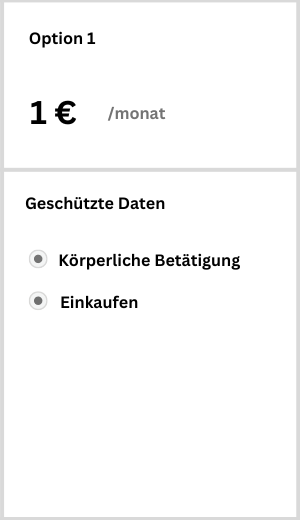 Option 1
1 € /monat
Geschützte Daten
Körperliche Betätigung
Einkaufen